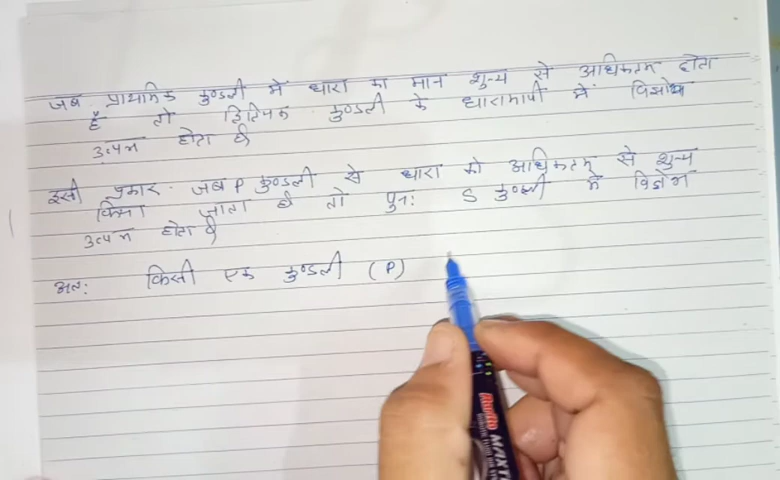 जब प्राथमिक कुण्डली में धारा का मान शून्य से अधिकतम होता
है तो द्वितियक कुण्डली के धारामापी में विक्षोभ
उत्पन्न होता है
इसी प्रकार जब P कुण्डली से धारा को अधिकतम से शून्य
किया जाता है तो पुनः S कुण्डली में विक्षोभ
उत्पन्न होता है
अतः किसी एक कुण्डली (P)